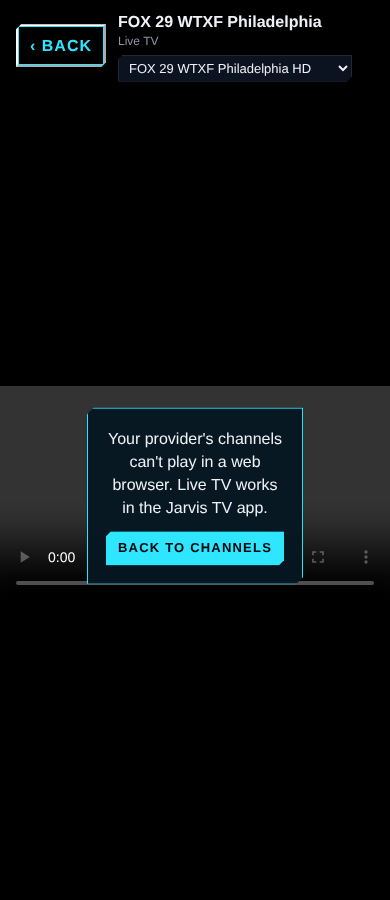 ‹ BACK
FOX 29 WTXF Philadelphia
Live TV
FOX 29 WTXF Philadelphia HD
Your provider's channels
can't play in a web
browser. Live TV works
in the Jarvis TV app.
BACK TO CHANNELS
0:00